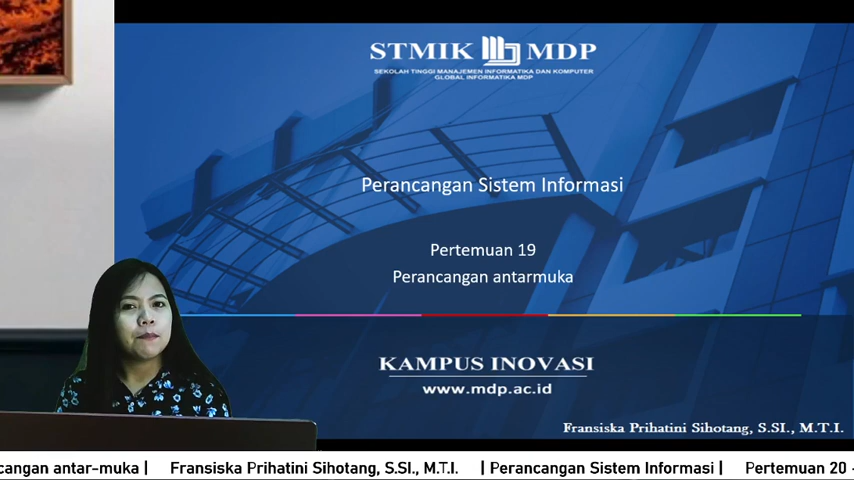 STMIK MDP
SEKOLAH TINGGI MANAJEMEN INFORMATIKA DAN KOMPUTER
GLOBAL INFORMATIKA MDP
Perancangan Sistem Informasi
Pertemuan 19
Perancangan antarmuka
KAMPUS INOVASI
www.mdp.ac.id
Fransiska Prihatini Sihotang, S.SI., M.T.I.
cangan antar-muka | Fransiska Prihatini Sihotang, S.SI., M.T.I. | Perancangan Sistem Informasi | Pertemuan 20 -